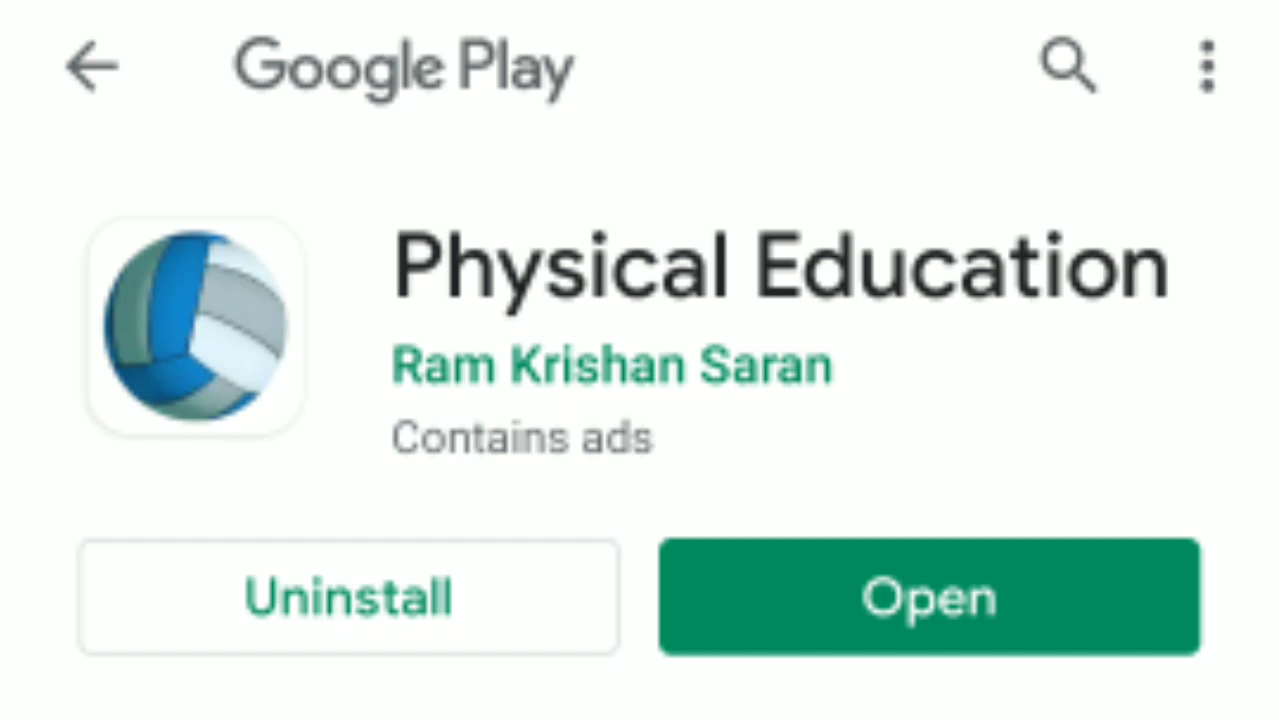 Google Play
Physical Education
Ram Krishan Saran
Contains ads
Uninstall
Open